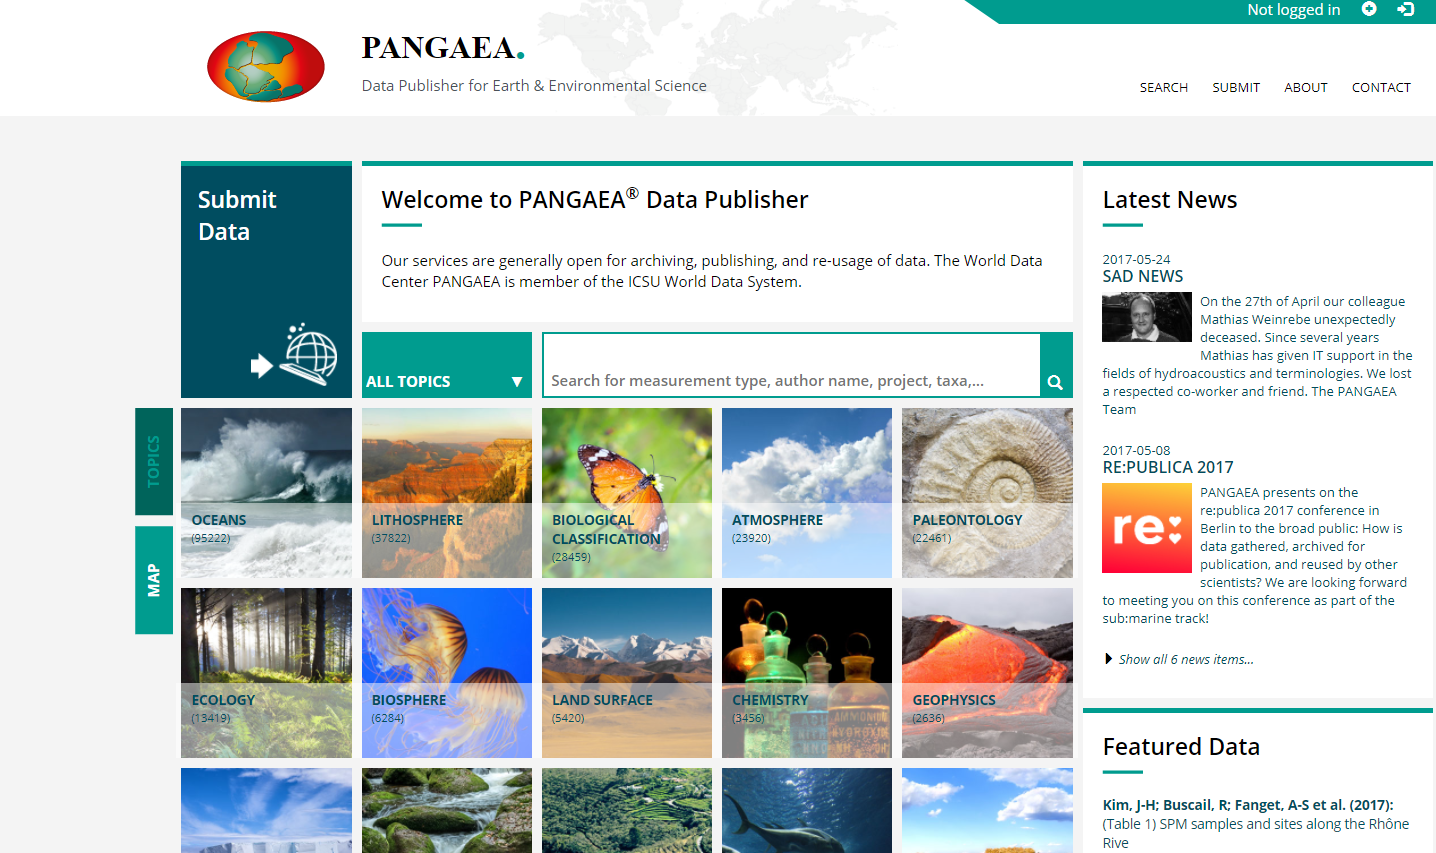 Not logged in
PANGAEA.
Data Publisher for Earth & Environmental Science
SEARCH SUBMIT ABOUT CONTACT
Submit
Data
Welcome to PANGAEA® Data Publisher
Our services are generally open for archiving, publishing, and re-usage of data. The World Data
Center PANGAEA is member of the ICSU World Data System.
ALL TOPICS ▼
Search for measurement type, author name, project, taxa,...
TOPICS
MAP
OCEANS
(95222)
LITHOSPHERE
(37822)
BIOLOGICAL
CLASSIFICATION
(28459)
ATMOSPHERE
(23920)
PALEONTOLOGY
(22461)
ECOLOGY
(13419)
BIOSPHERE
(6284)
LAND SURFACE
(5420)
CHEMISTRY
(3456)
GEOPHYSICS
(2636)
Latest News
2017-05-24
SAD NEWS
On the 27th of April our colleague
Mathias Weinrebe unexpectedly
deceased. Since several years
Mathias has given IT support in the
fields of hydroacoustics and terminologies. We lost
a respected co-worker and friend. The PANGAEA
Team
2017-05-08
RE:PUBLICA 2017
re:
PANGAEA presents on the
re:publica 2017 conference in
Berlin to the broad public: How is
data gathered, archived for
publication, and reused by other
scientists? We are looking forward
to meeting you on this conference as part of the
sub:marine track!
Show all 6 news items...
Featured Data
Kim, J-H; Buscail, R; Fanget, A-S et al. (2017):
(Table 1) SPM samples and sites along the Rhône
Rive